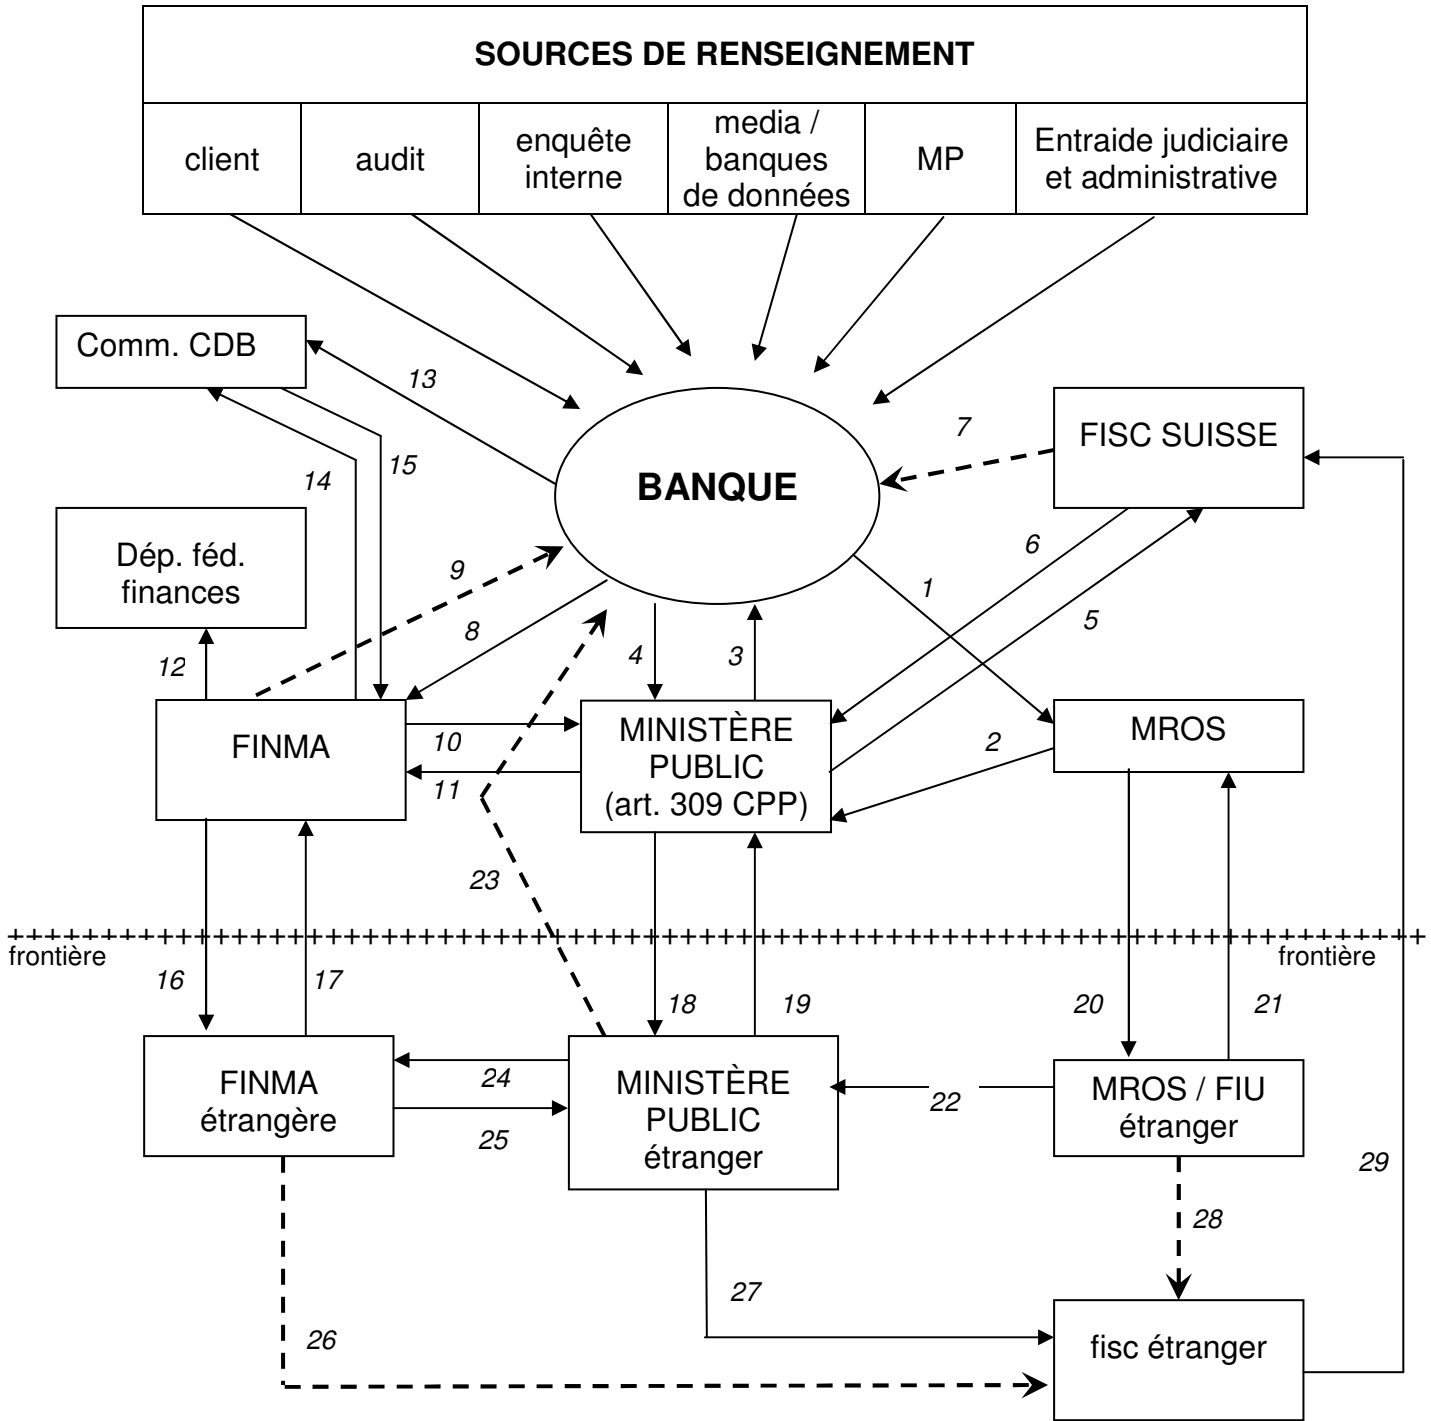 SOURCES DE RENSEIGNEMENT
client
audit
enquête
interne
media /
banques
de données
MP
Entraide judiciaire
et administrative
Comm. CDB
13
7
FISC SUISSE
BANQUE
14
15
Dép. féd.
finances
9
6
1
5
8
4
3
12
FINMA
10
11
MINISTÈRE
PUBLIC
(art. 309 CPP)
2
MROS
23
frontière
frontière
16
17
18
19
20
21
FINMA
étrangère
24
25
MINISTÈRE
PUBLIC
étranger
22
MROS / FIU
étranger
29
28
27
26
fisc étranger